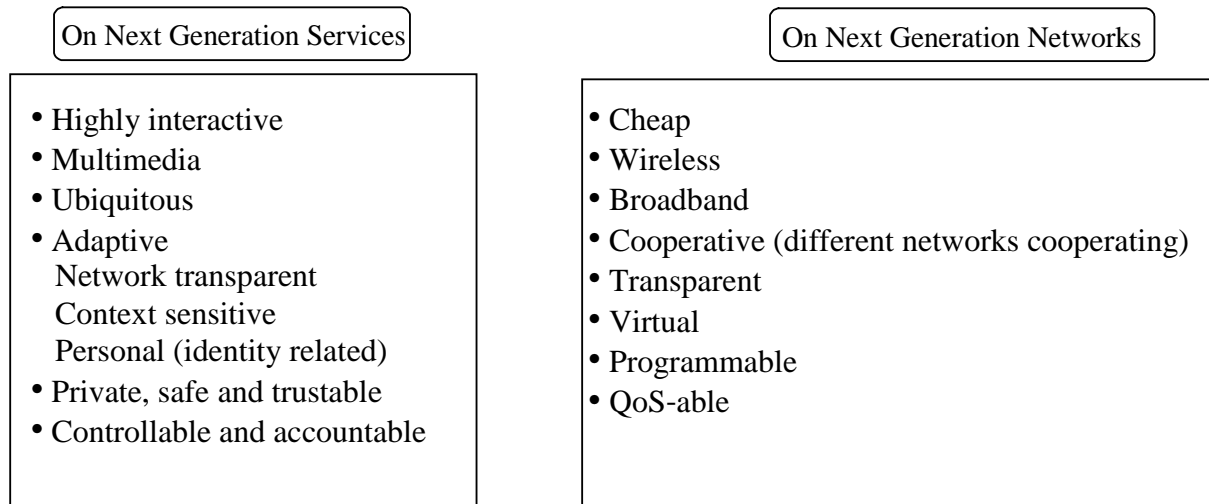 On Next Generation Services
• Highly interactive
• Multimedia
• Ubiquitous
• Adaptive
Network transparent
Context sensitive
Personal (identity related)
• Private, safe and trustable
• Controllable and accountable
On Next Generation Networks
• Cheap
• Wireless
• Broadband
• Cooperative (different networks cooperating)
• Transparent
• Virtual
• Programmable
• QoS-able